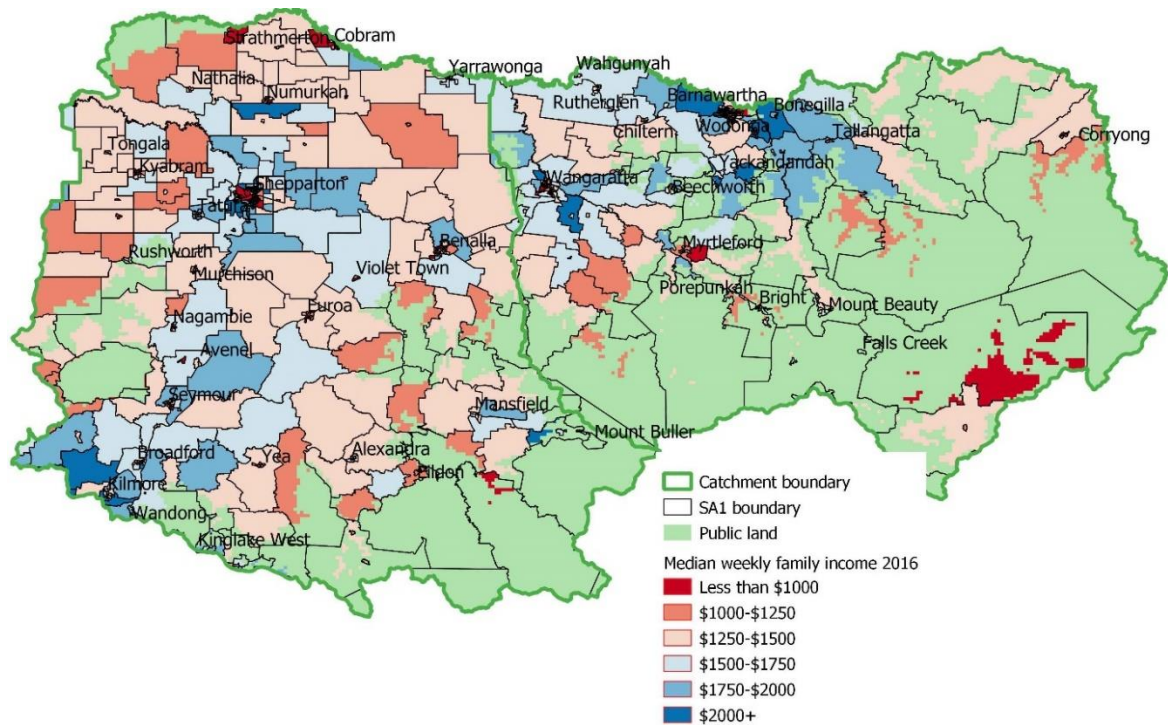 Strathmerton
Cobram
Nathalia
Numurkah
Yarrawonga
Wahgunyah
Rutherglen
Barnawartha
Bonegilla
Chiltern
Wodonga
Tallangatta
Corryong
Tongala
Kyabram
Shepparton
Yackandandah
Wangaratta
Beechworth
Rushworth
Benalla
Myrtleford
Murchison
Violet Town
Porepunkah
Bright
Mount Beauty
Euroa
Nagambie
Falls Creek
Avenel
Seymour
Mansfield
Mount Buller
Broadford
Yea
Alexandra
Eildon
Kilmore
Wandong
Kinglake West
Catchment boundary
SA1 boundary
Public land
Median weekly family income 2016
Less than $1000
$1000-$1250
$1250-$1500
$1500-$1750
$1750-$2000
$2000+